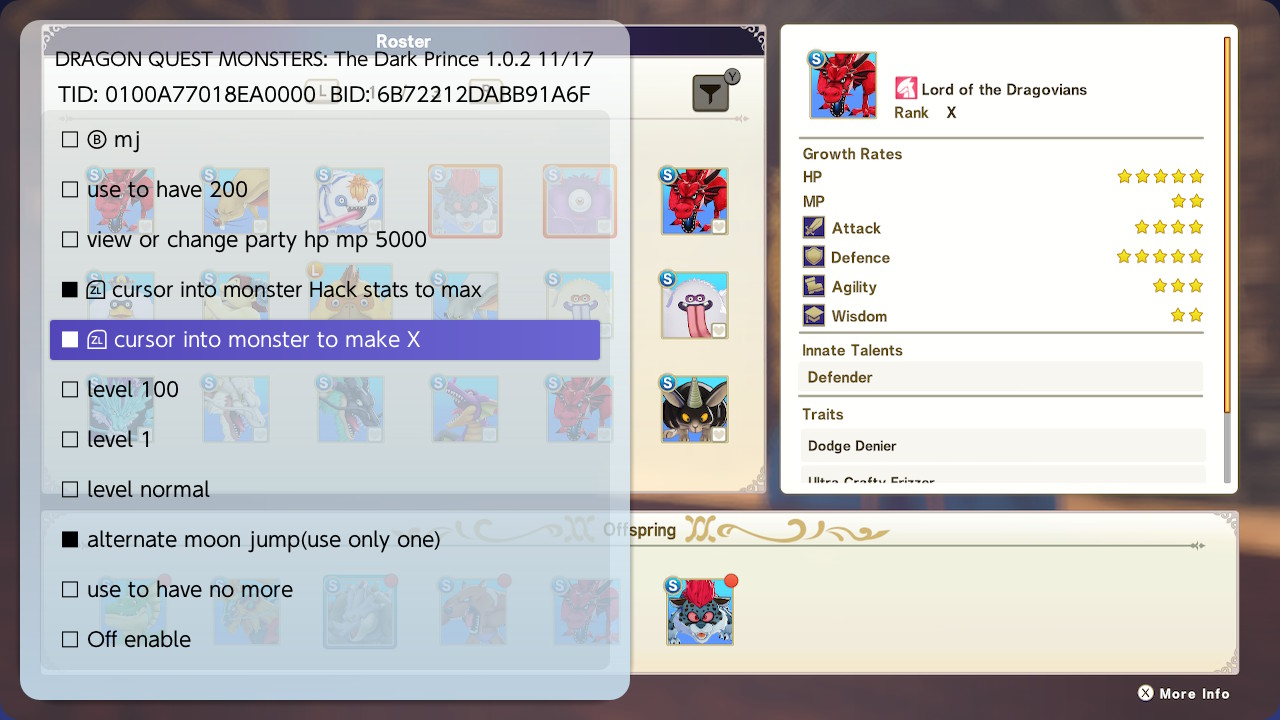 Roster
DRAGON QUEST MONSTERS: The Dark Prince 1.0.2 11/17
TID: 0100A77018EA0000 BID: 6B72212DABB91A6F
L
Y
B mj
use to have 200
view or change party hp mp 5000
ZL cursor into monster Hack stats to max
ZL cursor into monster to make X
level 100
level 1
level normal
alternate moon jump(use only one)
use to have no more
Off enable
S
S
S
S
S
S
L
S
S
S
S
S
S
S
S
Lord of the Dragovians
Rank X
Growth Rates
HP
MP
Attack
Defence
Agility
Wisdom
Innate Talents
Defender
Traits
Dodge Denier
Ultra Crafty Frizzer
Offspring
S
X More Info